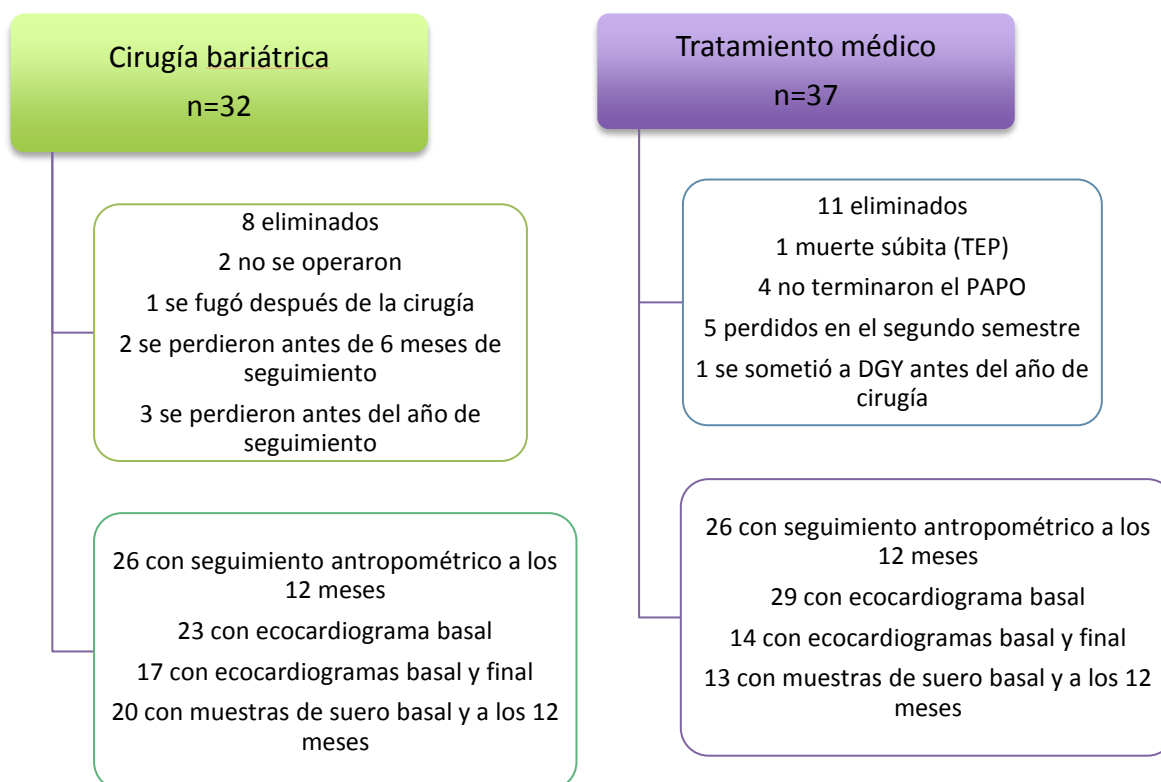 Cirugía bariátrica
n=32
8 eliminados
2 no se operaron
1 se fugó después de la cirugía
2 se perdieron antes de 6 meses de
seguimiento
3 se perdieron antes del año de
seguimiento
26 con seguimiento antropométrico a los
12 meses
23 con ecocardiograma basal
17 con ecocardiogramas basal y final
20 con muestras de suero basal y a los 12
meses
Tratamiento médico
n=37
11 eliminados
1 muerte súbita (TEP)
4 no terminaron el PAPO
5 perdidos en el segundo semestre
1 se sometió a DGY antes del año de
cirugía
26 con seguimiento antropométrico a los
12 meses
29 con ecocardiograma basal
14 con ecocardiogramas basal y final
13 con muestras de suero basal y a los 12
meses